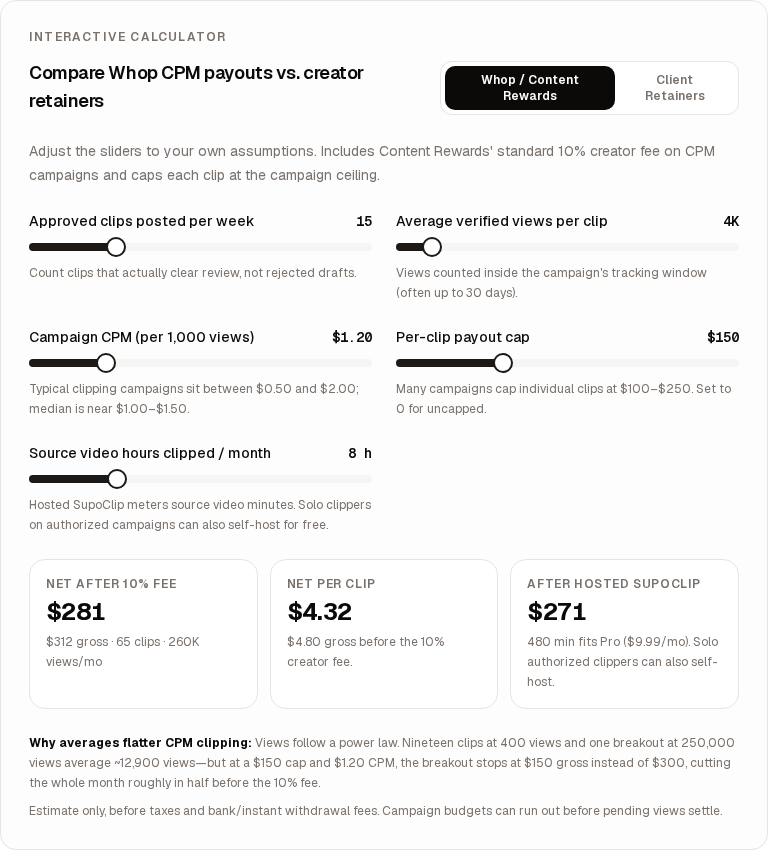 INTERACTIVE CALCULATOR
Compare Whop CPM payouts vs. creator
retainers
Whop / Content
Rewards
Client
Retainers
Adjust the sliders to your own assumptions. Includes Content Rewards' standard 10% creator fee on CPM
campaigns and caps each clip at the campaign ceiling.
Approved clips posted per week 15
Count clips that actually clear review, not rejected drafts.
Average verified views per clip 4K
Views counted inside the campaign's tracking window
(often up to 30 days).
Campaign CPM (per 1,000 views) $1.20
Typical clipping campaigns sit between $0.50 and $2.00;
median is near $1.00–$1.50.
Per-clip payout cap $150
Many campaigns cap individual clips at $100–$250. Set to
0 for uncapped.
Source video hours clipped / month 8 h
Hosted SupoClip meters source video minutes. Solo clippers
on authorized campaigns can also self-host for free.
NET AFTER 10% FEE
$281
$312 gross · 65 clips · 260K
views/mo
NET PER CLIP
$4.32
$4.80 gross before the 10%
creator fee.
AFTER HOSTED SUPOCLIP
$271
480 min fits Pro ($9.99/mo). Solo
authorized clippers can also self-
host.
Why averages flatter CPM clipping: Views follow a power law. Nineteen clips at 400 views and one breakout at 250,000
views average ~12,900 views—but at a $150 cap and $1.20 CPM, the breakout stops at $150 gross instead of $300, cutting
the whole month roughly in half before the 10% fee.
Estimate only, before taxes and bank/instant withdrawal fees. Campaign budgets can run out before pending views settle.